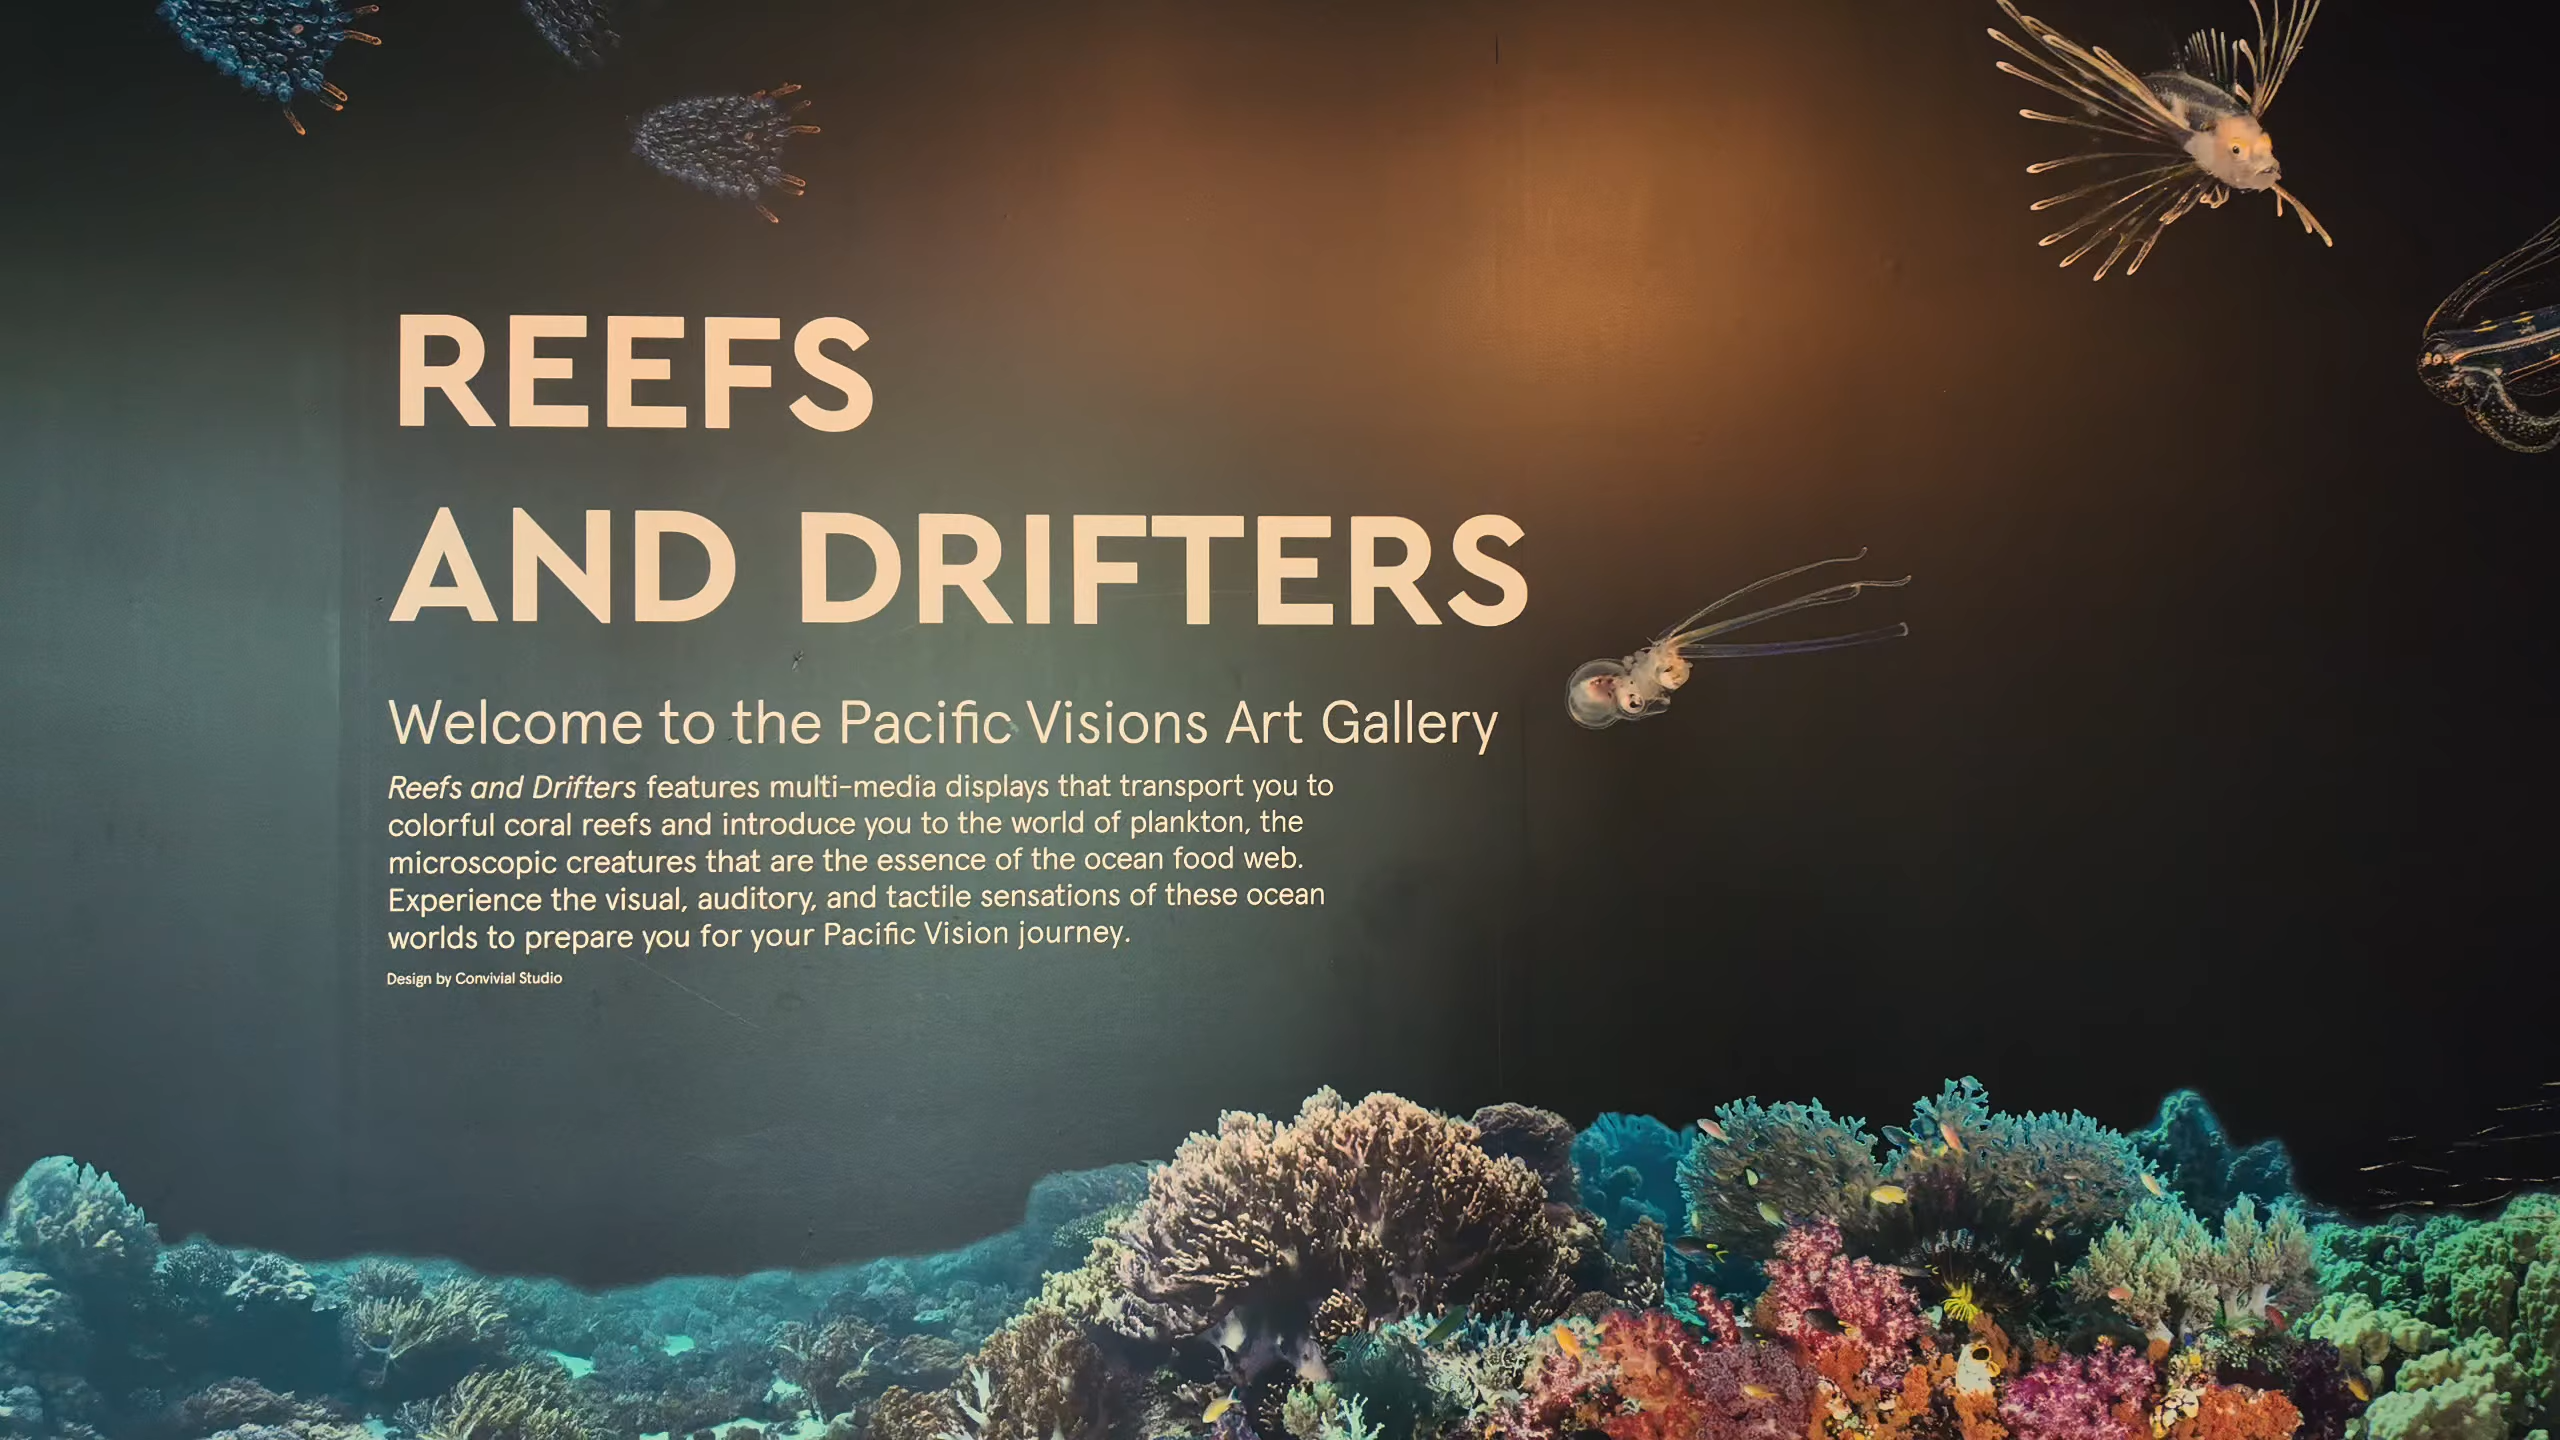 REEFS
AND DRIFTERS
Welcome to the Pacific Visions Art Gallery
Reefs and Drifters features multi-media displays that transport you to
colorful coral reefs and introduce you to the world of plankton, the
microscopic creatures that are the essence of the ocean food web.
Experience the visual, auditory, and tactile sensations of these ocean
worlds to prepare you for your Pacific Vision journey.
Design by Convivial Studio